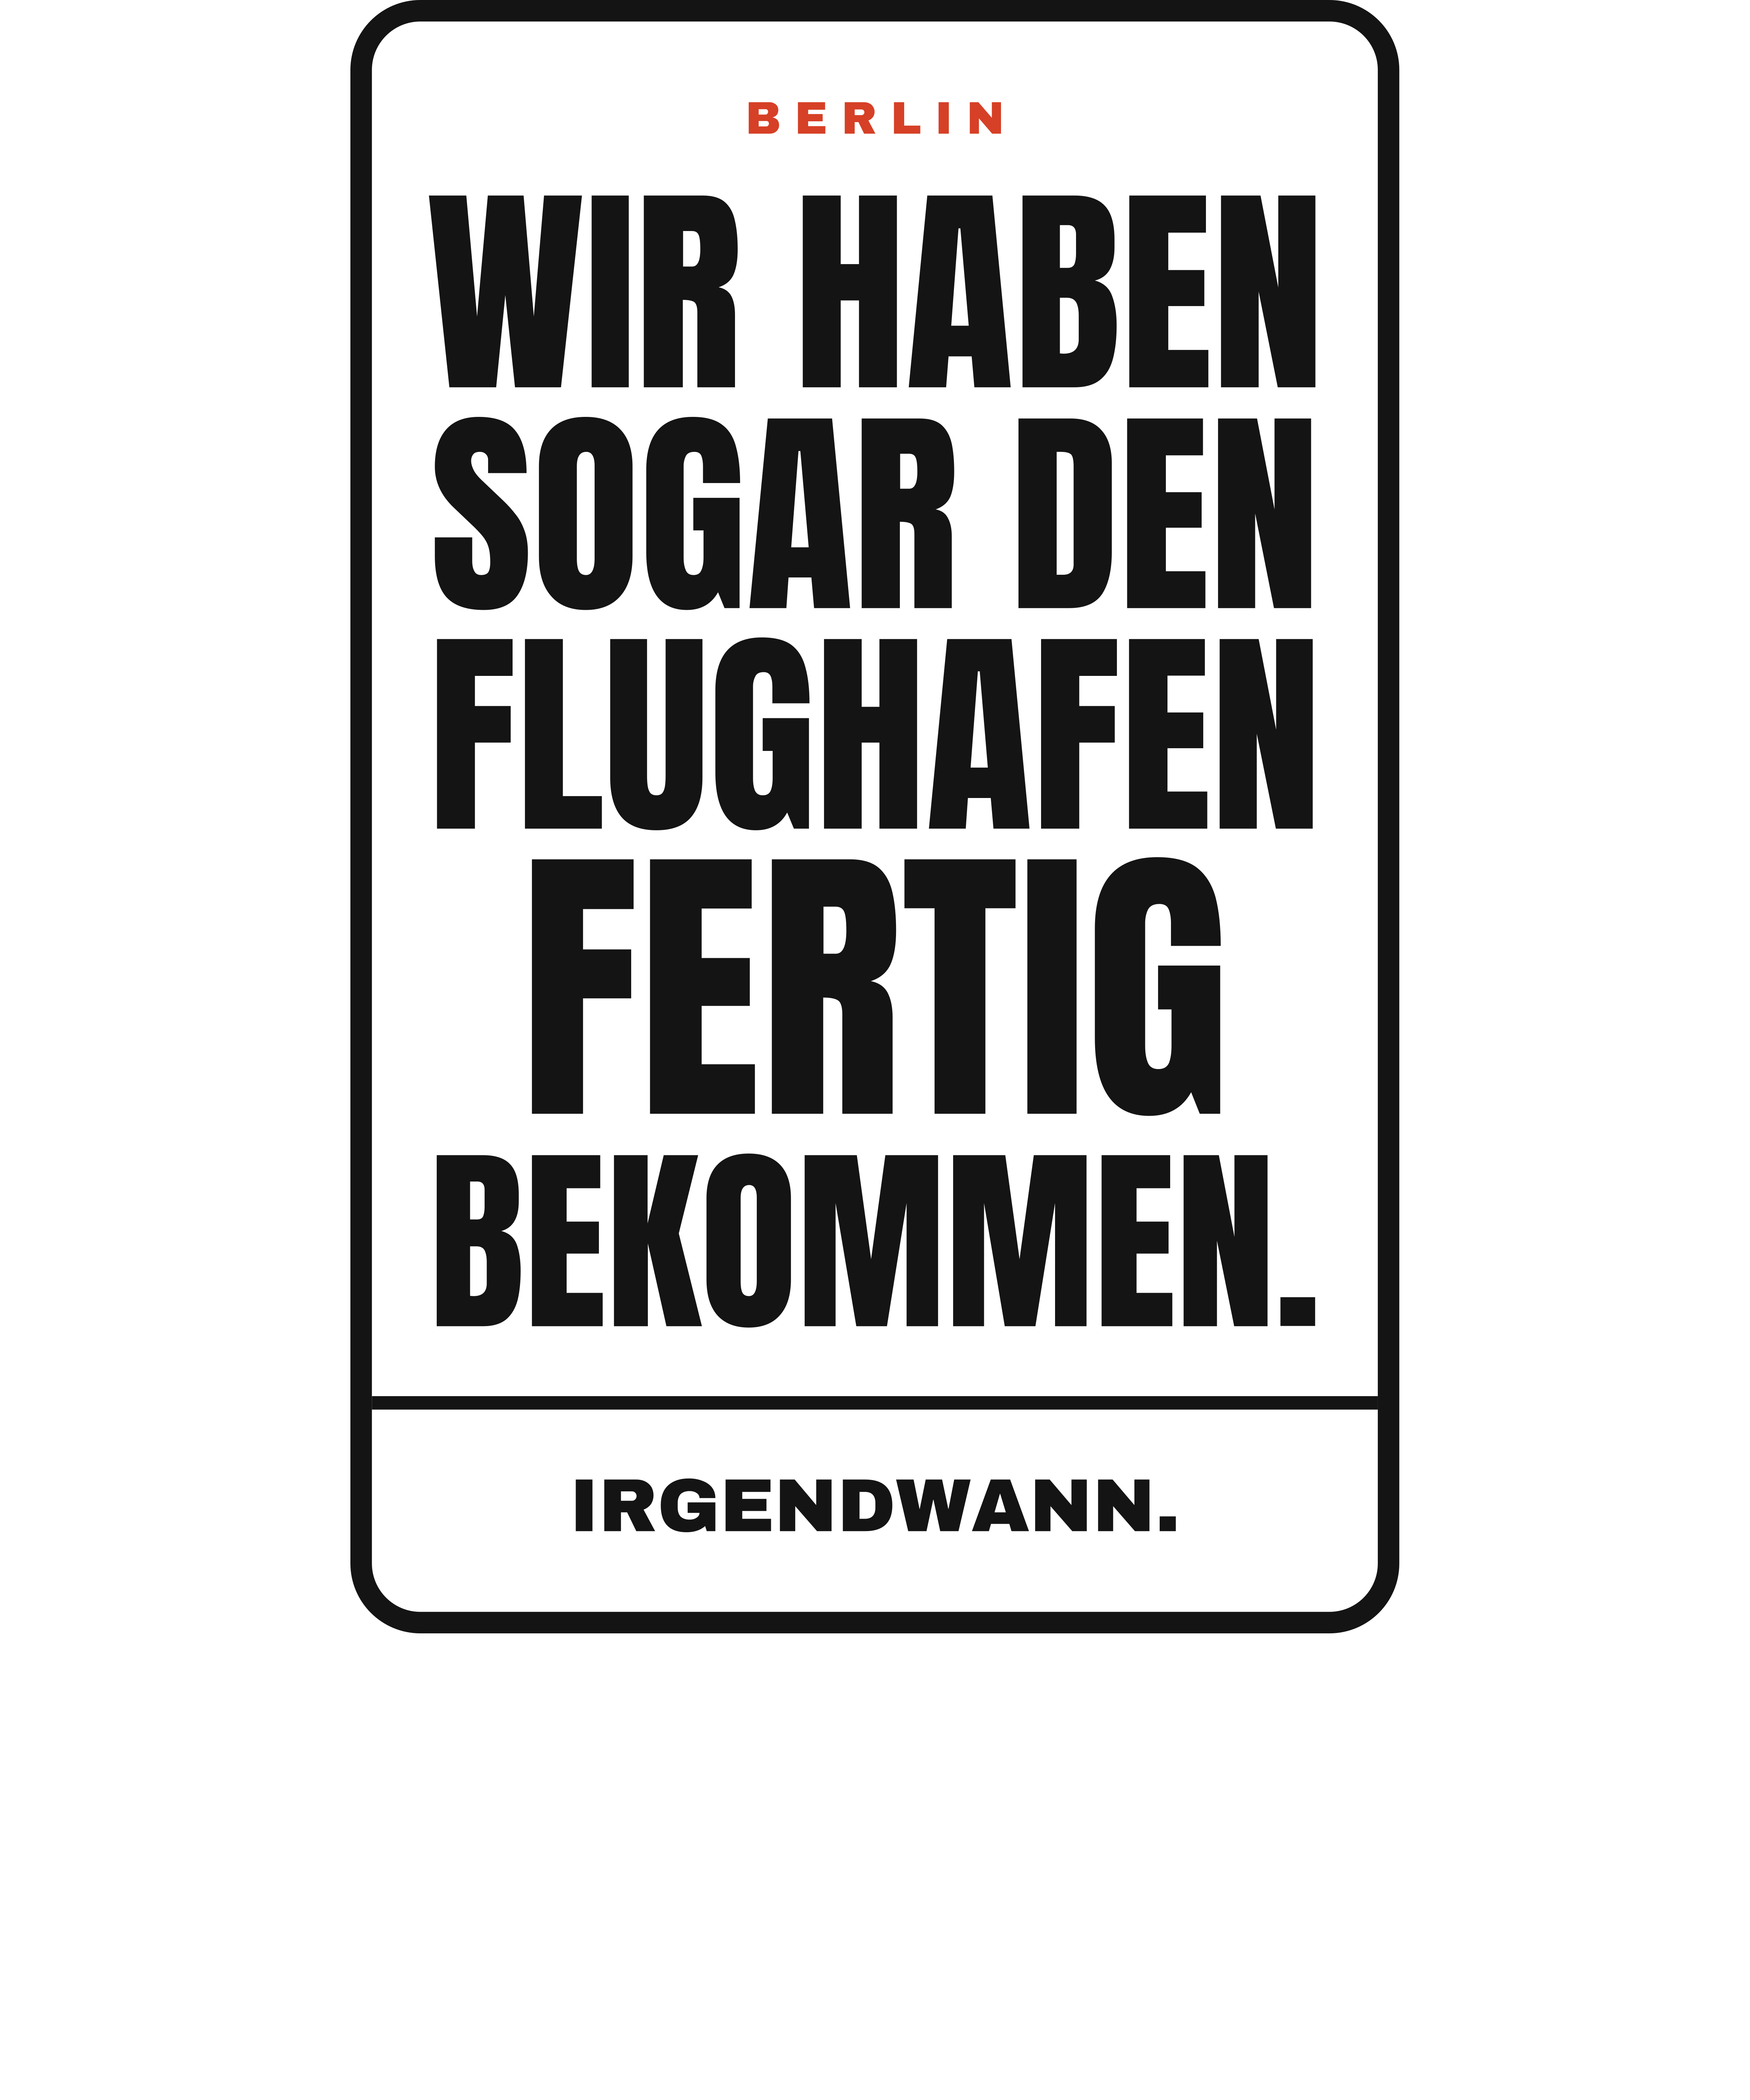 BERLIN
WIR HABEN
SOGAR DEN
FLUGHAFEN
FERTIG
BEKOMMEN.
IRGENDWANN.